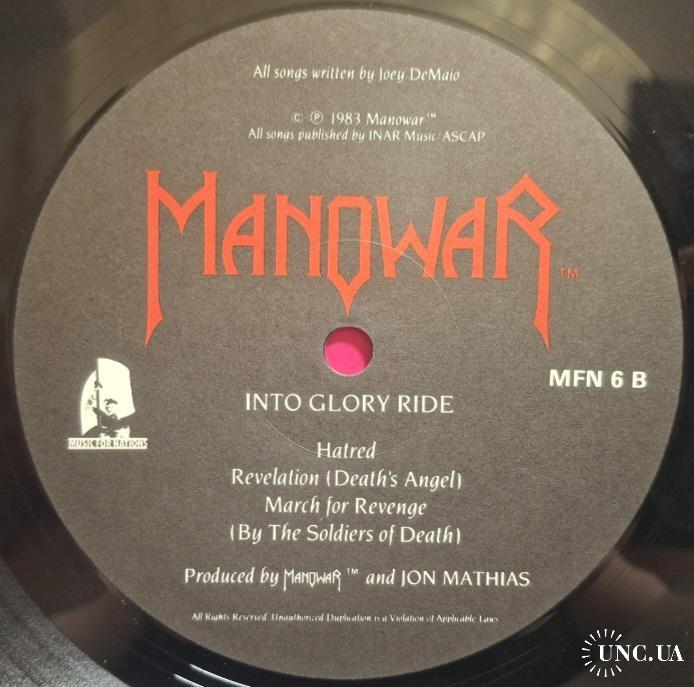 All songs written by Joey DeMaio
© ℗ 1983 Manowar™
All songs published by INAR Music/ASCAP
MANOWAR™
MFN 6 B
INTO GLORY RIDE
MUSIC FOR NATIONS
Hatred
Revelation (Death's Angel)
March for Revenge
(By The Soldiers of Death)
Produced by MANOWAR™ and JON MATHIAS
All Rights Reserved. Unauthorized Duplication is a Violation of Applicable Laws
UNC.UA